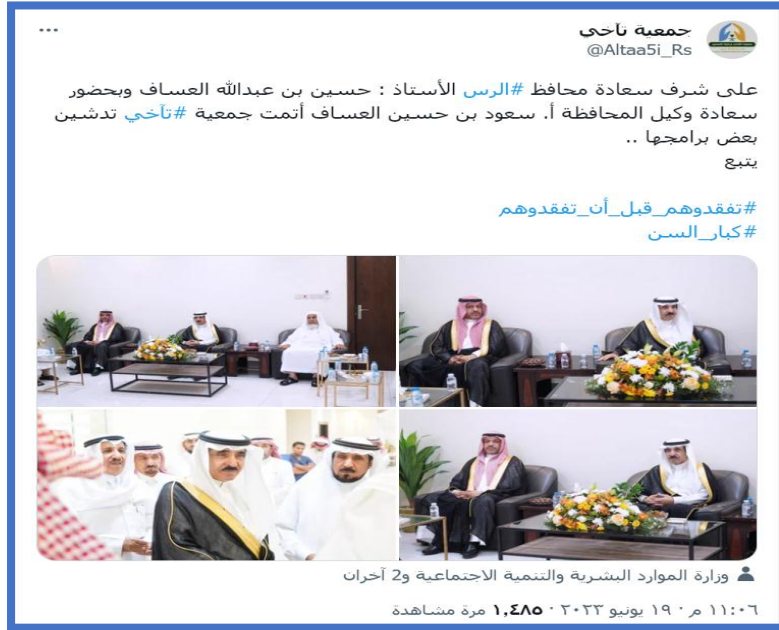 جمعية تآخي
@Altaa5i_Rs
على شرف سعادة محافظ #الرس الأستاذ : حسين بن عبدالله العساف وبحضور
سعادة وكيل المحافظة أ. سعود بن حسين العساف أتمت جمعية #تآخي تدشين
بعض برامجها ..
يتبع
#تفقدوهم_قبل_أن_تفقدوهم
#كبار_السن
وزارة الموارد البشرية والتنمية الاجتماعية و2 آخران
١١:٠٦ م · ١٩ يونيو ٢٠٢٣ · ١,٤٨٥ مرة مشاهدة